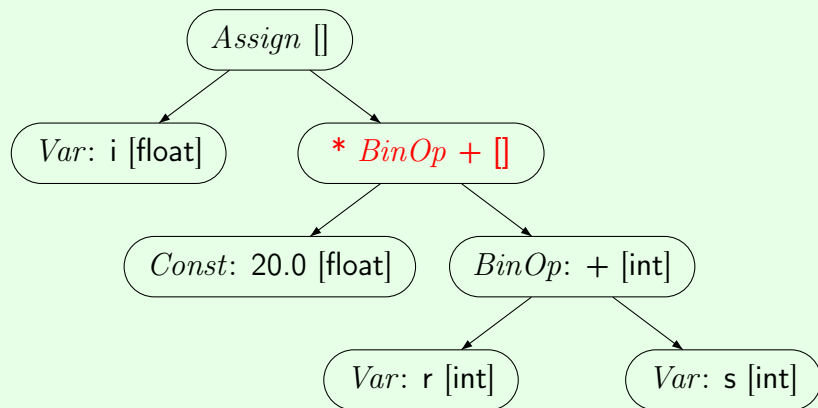 Assign []
Var: i [float]
* BinOp + []
Const: 20.0 [float]
BinOp: + [int]
Var: r [int]
Var: s [int]